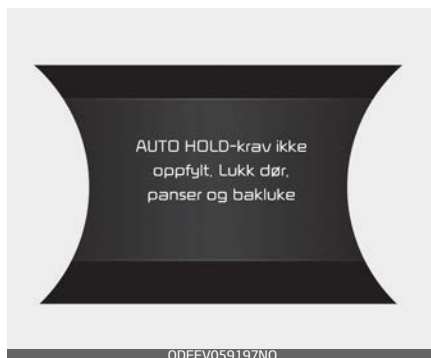 AUTO HOLD-krav ikke
oppfylt, Lukk dør,
panser og bakluke
ODEEV059197NO